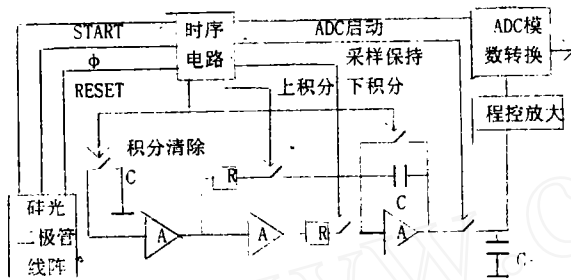 START
时序
电路
ADC启动
ADC模
数转换
φ
采样保持
RESET
上积分
下积分
程控放大
积分清除
C
R
C
硅光
二极管
线阵
A
A
R
A
C